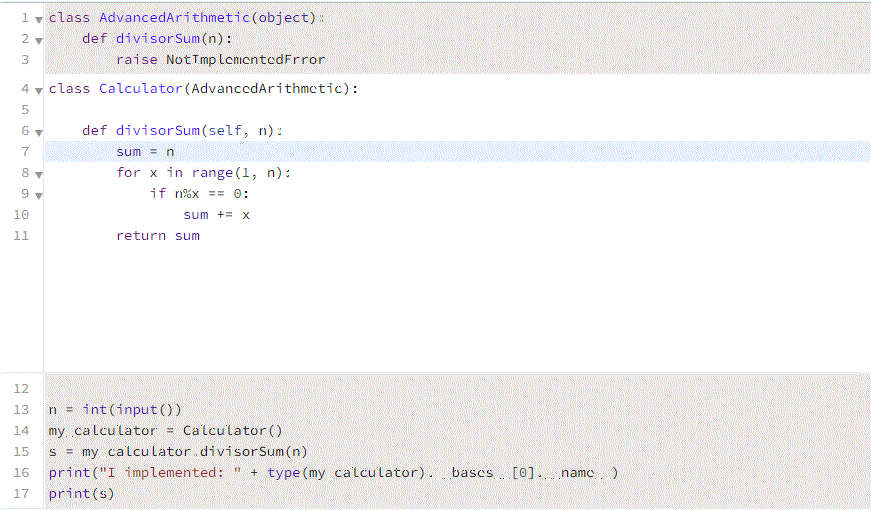 1 class AdvancedArithmetic(object):
2 def divisorSum(n):
3 raise NotImplementedError
4 class Calculator(AdvancedArithmetic):
5
6 def divisorSum(self, n):
7 sum = n
8 for x in range(1, n):
9 if n%x == 0:
10 sum += x
11 return sum
12
13 n = int(input())
14 my_calculator = Calculator()
15 s = my_calculator.divisorSum(n)
16 print("I implemented: " + type(my_calculator).__bases__[0].__name__)
17 print(s)